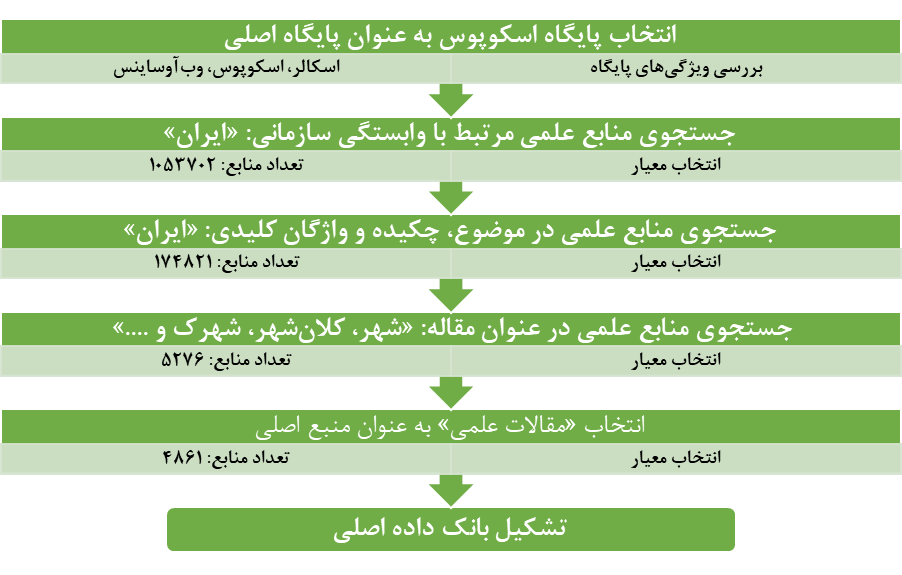 انتخاب پایگاه اسکوپوس به عنوان پایگاه اصلی
بررسی ویژگی‌های پایگاه
اسکالر، اسکوپوس، وب‌آوساینس
جستجوی منابع علمی مرتبط با وابستگی سازمانی: «ایران»
انتخاب معیار
تعداد منابع: ۱۰۵۳۷۰۲
جستجوی منابع علمی در موضوع، چکیده و واژگان کلیدی: «ایران»
انتخاب معیار
تعداد منابع: ۱۷۴۸۲۱
جستجوی منابع علمی در عنوان مقاله: «شهر، کلان‌شهر، شهرک و ....»
انتخاب معیار
تعداد منابع: ۵۲۷۶
انتخاب «مقالات علمی» به عنوان منبع اصلی
انتخاب معیار
تعداد منابع: ۴۸۶۱
تشکیل بانک داده اصلی